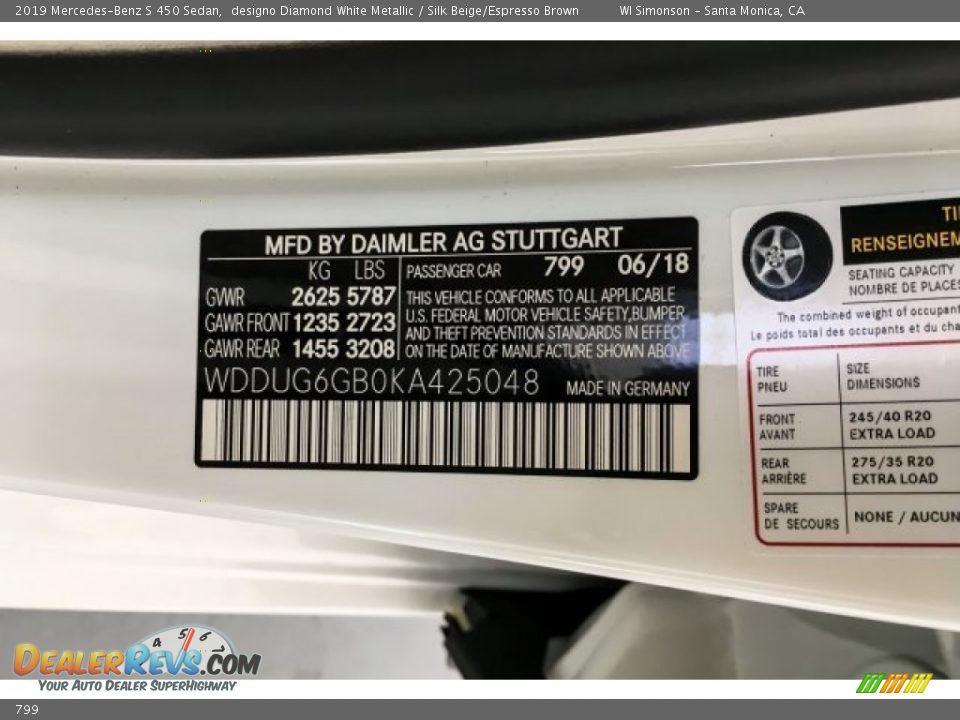 2019 Mercedes-Benz S 450 Sedan, designo Diamond White Metallic / Silk Beige/Espresso Brown WI Simonson - Santa Monica, CA
MFD BY DAIMLER AG STUTTGART
KG LBS
GVWR 2625 5787
GAWR FRONT 1235 2723
GAWR REAR 1455 3208
PASSENGER CAR 799 06/18
THIS VEHICLE CONFORMS TO ALL APPLICABLE
U.S. FEDERAL MOTOR VEHICLE SAFETY,BUMPER
AND THEFT PREVENTION STANDARDS IN EFFECT
ON THE DATE OF MANUFACTURE SHOWN ABOVE
WDDUG6GB0KA425048 MADE IN GERMANY
SEATING CAPACITY
NOMBRE DE PLACES
The combined weight of
Le poids total des occupants et du
TIRE SIZE
PNEU DIMENSIONS
FRONT 245/40 R20
AVANT EXTRA LOAD
REAR 275/35 R20
ARRIÈRE EXTRA LOAD
SPARE
DE SECOURS NONE / AUCUN
4 5 6
DEALERREVS.COM
YOUR AUTO DEALER SUPERHIGHWAY
799